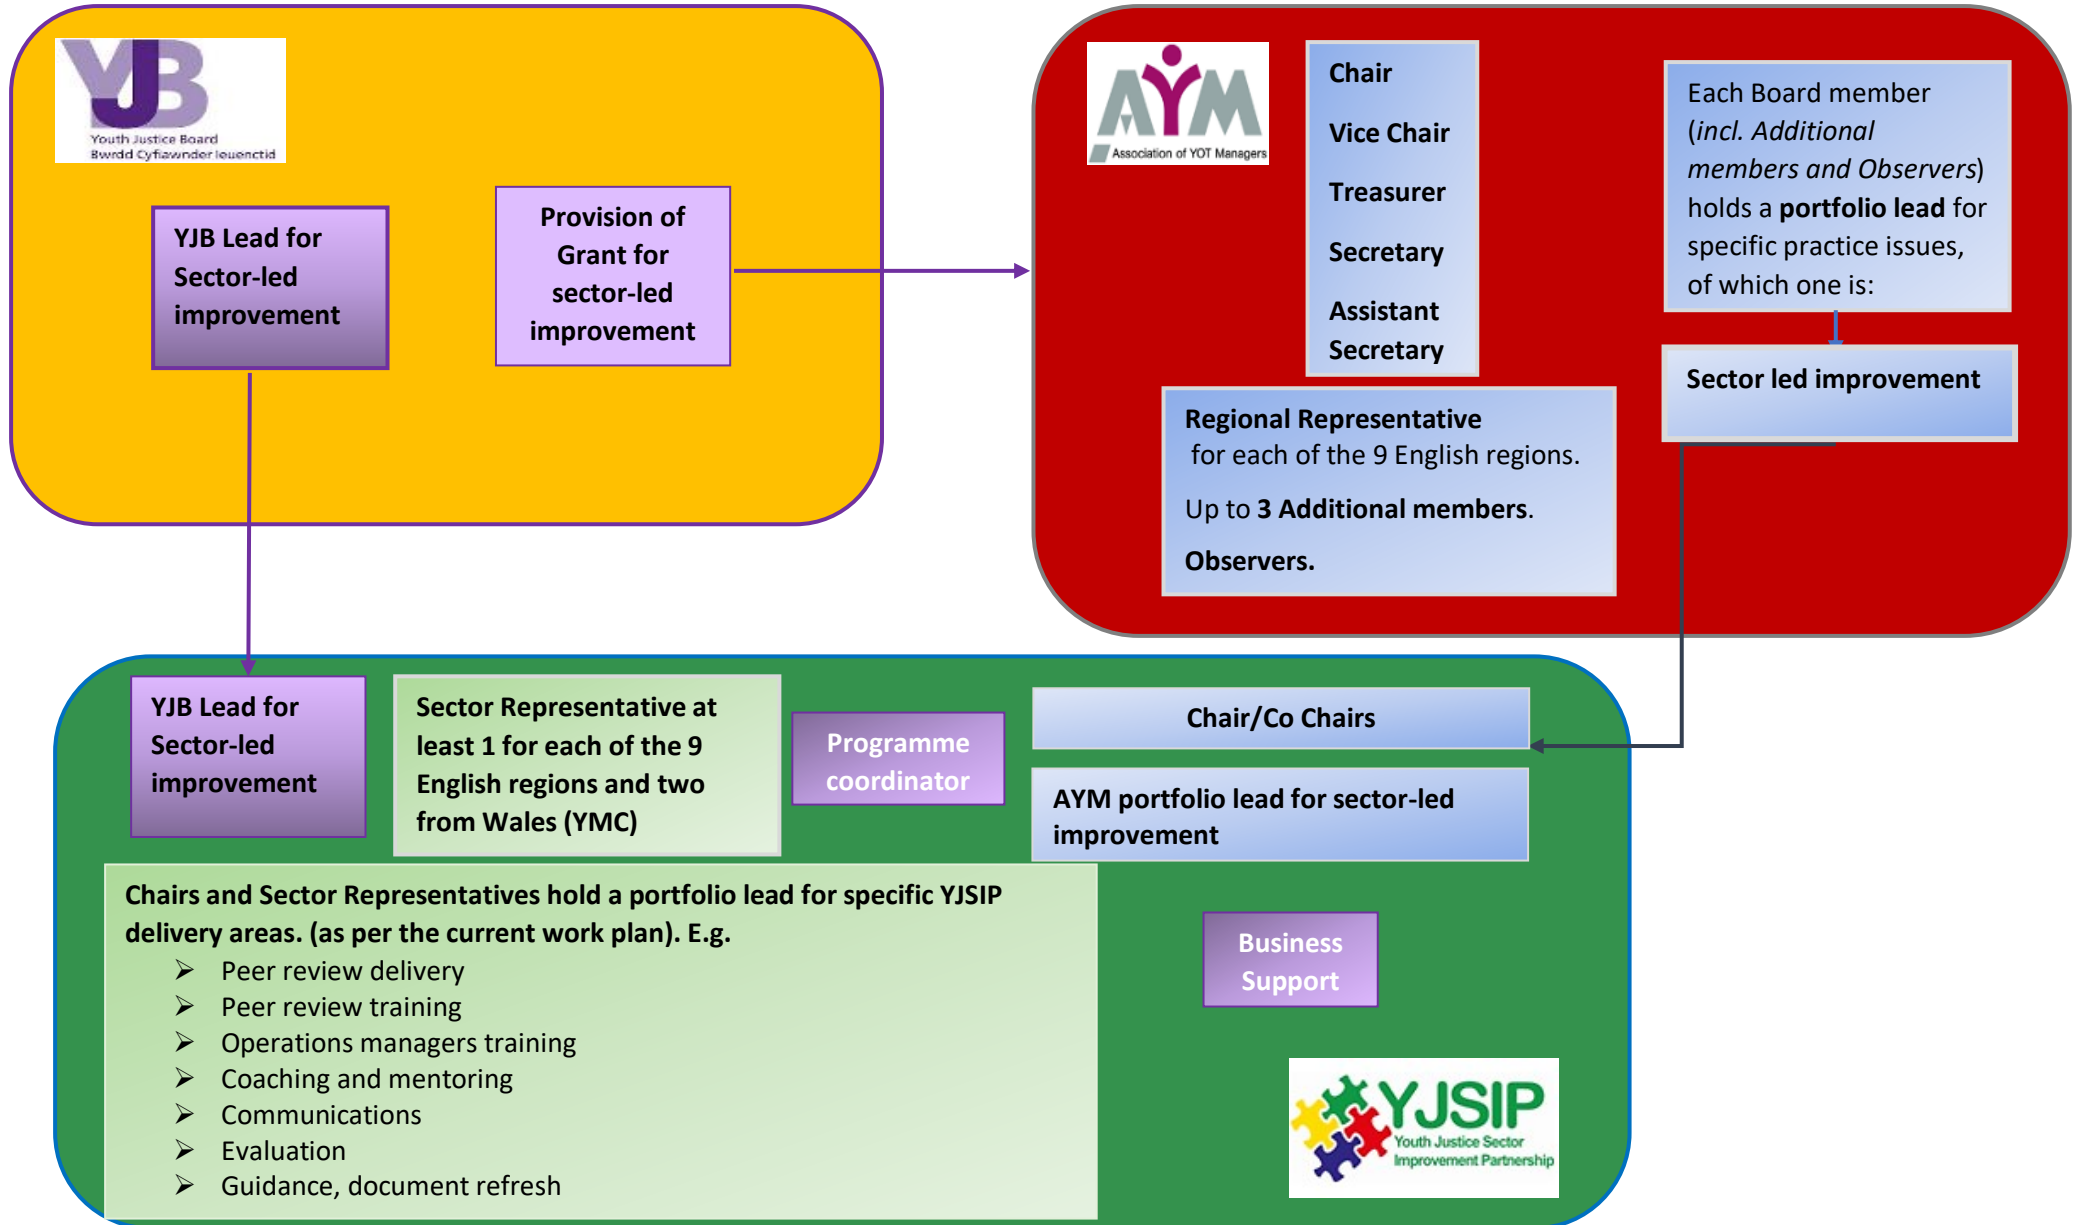 YJB
Youth Justice Board
Bwrdd Cyfiawnder Ieuenctid
YJB Lead for
Sector-led
improvement
Provision of
Grant for
sector-led
improvement
AYM
Association of YOT Managers
Chair
Vice Chair
Treasurer
Secretary
Assistant
Secretary
Each Board member
(incl. Additional
members and Observers)
holds a portfolio lead for
specific practice issues,
of which one is:
Sector led improvement
Regional Representative
for each of the 9 English regions.
Up to 3 Additional members.
Observers.
YJB Lead for
Sector-led
improvement
Sector Representative at
least 1 for each of the 9
English regions and two
from Wales (YMC)
Programme
coordinator
Chair/Co Chairs
AYM portfolio lead for sector-led
improvement
Chairs and Sector Representatives hold a portfolio lead for specific YJSIP
delivery areas. (as per the current work plan). E.g.
➢ Peer review delivery
➢ Peer review training
➢ Operations managers training
➢ Coaching and mentoring
➢ Communications
➢ Evaluation
➢ Guidance, document refresh
Business
Support
YJSIP
Youth Justice Sector
Improvement Partnership